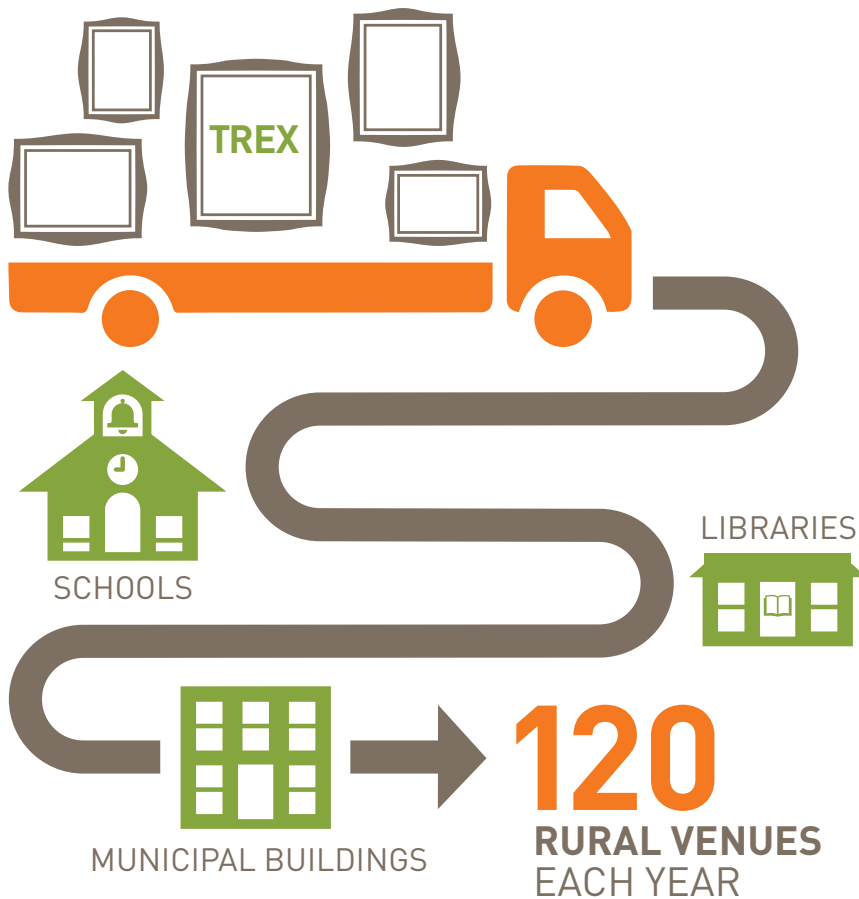 TREX
SCHOOLS
LIBRARIES
MUNICIPAL BUILDINGS
120
RURAL VENUES
EACH YEAR